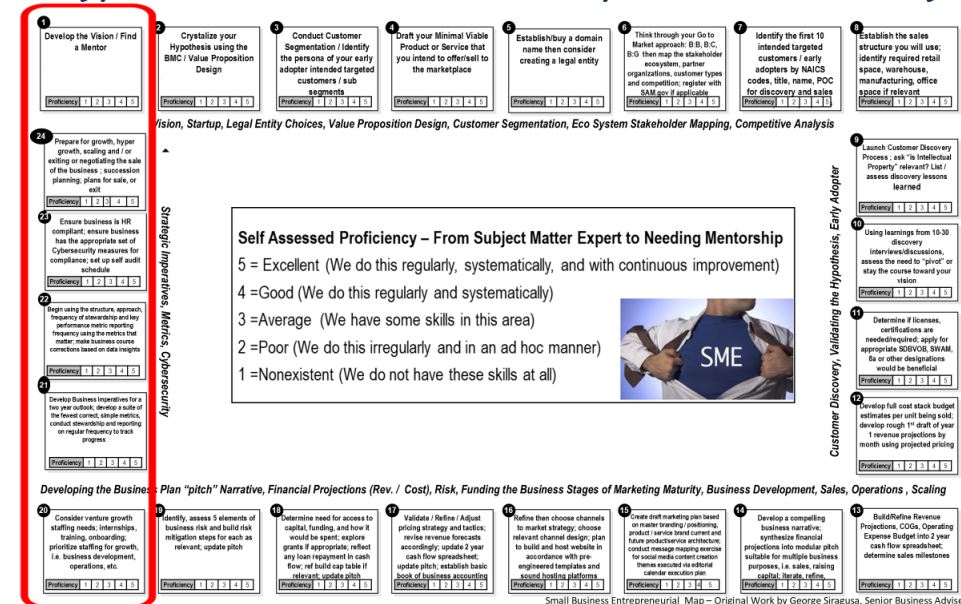 1
Develop the Vision / Find
a Mentor
Proficiency 1 2 3 4 5
2
Crystalize your
Hypothesis using the
BMC / Value Proposition
Design
Proficiency 1 2 3 4 5
3
Conduct Customer
Segmentation / Identify
the persona of your early
adopter intended targeted
customers / sub
segments
Proficiency 1 2 3 4 5
4
Draft your Minimal Viable
Product or Service that
you intend to offer/sell to
the marketplace
Proficiency 1 2 3 4 5
5
Establish/buy a domain
name then consider
creating a legal entity
Proficiency 1 2 3 4 5
6
Think through your Go to
Market approach: B:B, B:C,
B:G then map the stakeholder
ecosystem, partner
organizations, customer types
and competition; register with
SAM.gov if applicable
Proficiency 1 2 3 4 5
7
Identify the first 10
intended targeted
customers / early
adopters by NAICS
codes, title, name, POC
for discovery and sales
Proficiency 1 2 3 4 5
8
Establish the sales
structure you will use;
identify required retail
space, warehouse,
manufacturing, office
space if relevant
Proficiency 1 2 3 4 5
Vision, Startup, Legal Entity Choices, Value Proposition Design, Customer Segmentation, Eco System Stakeholder Mapping, Competitive Analysis
24
Prepare for growth, hyper
growth, scaling and / or
exiting or negotiating the sale
of the business ; succession
planning; plans for sale, or
exit
Proficiency 1 2 3 4 5
23
Ensure business is HR
compliant; ensure business
has the appropriate set of
Cybersecurity measures for
compliance; set up self audit
schedule
Proficiency 1 2 3 4 5
22
Begin using the structure, approach,
frequency of stewardship and key
performance metric reporting
frequency using the metrics that
matter; make business course
corrections based on data insights
Proficiency 1 2 3 4 5
21
Develop Business Imperatives for a
two year outlook; develop a suite of
the fewest correct, simple metrics,
conduct stewardship and reporting
on regular frequency to track
progress
Proficiency 1 2 3 4 5
Strategic Imperatives, Metrics, Cybersecurity
Self Assessed Proficiency – From Subject Matter Expert to Needing Mentorship
5 = Excellent (We do this regularly, systematically, and with continuous improvement)
4 =Good (We do this regularly and systematically)
3 =Average (We have some skills in this area)
2 =Poor (We do this irregularly and in an ad hoc manner)
1 =Nonexistent (We do not have these skills at all)
SME
Customer Discovery, Validating the Hypothesis, Early Adopter
9
Launch Customer Discovery
Process ; ask "is Intellectual
Property" relevant? List /
assess discovery lessons
learned
Proficiency 1 2 3 4 5
10
Using learnings from 10-30
discovery
interviews/discussions,
assess the need to "pivot" or
stay the course toward your
vision
Proficiency 1 2 3 4 5
11
Determine if licenses,
certifications are
needed/required; apply for
appropriate SDBVOB, SWAM,
8a or other designations
would be beneficial
Proficiency 1 2 3 4 5
12
Develop full cost stack budget
estimates per unit being sold;
develop rough 1st draft of year
1 revenue projections by
month using projected pricing
Proficiency 1 2 3 4 5
Developing the Business Plan "pitch" Narrative, Financial Projections (Rev. / Cost), Risk, Funding the Business Stages of Marketing Maturity, Business Development, Sales, Operations , Scaling
20
Consider venture growth
staffing needs; internships,
training, onboarding;
prioritize staffing for growth,
i.e. business development,
operations, etc.
Proficiency 1 2 3 4 5
19
Identify, assess 5 elements of
business risk and build risk
mitigation steps for each as
relevant; update pitch
Proficiency 1 2 3 4 5
18
Determine need for access to
capital, funding, and how it
would be spent; explore
grants if appropriate; reflect
any loan repayment in cash
flow; ref build cap table if
relevant; update pitch
Proficiency 1 2 3 4 5
17
Validate / Refine / Adjust
pricing strategy and tactics;
revise revenue forecasts
accordingly; update 2 year
cash flow spreadsheet;
update pitch; establish basic
book of business accounting
Proficiency 1 2 3 4 5
16
Refine then choose channels
to market strategy; choose
relevant channel design; plan
to build and host website in
accordance with pre-
engineered templates and
sound hosting platforms
Proficiency 1 2 3 4 5
15
Create draft marketing plan based
on master branding / positioning,
product / service brand current and
future product/service architecture;
conduct message mapping exercise
for social media content creation
themes executed via editorial
calendar execution plan
Proficiency 1 2 3 4 5
14
Develop a compelling
business narrative;
synthesize financial
projections into modular pitch
suitable for multiple business
purposes, i.e. sales, raising
capital; iterate, refine,
Proficiency 1 2 3 4 5
13
Build/Refine Revenue
Projections, COGs, Operating
Expense Budget into 2 year
cash flow spreadsheet;
determine sales milestones
Proficiency 1 2 3 4 5
Small Business Entrepreneurial Map – Original Work by George Siragusa, Senior Business Advise